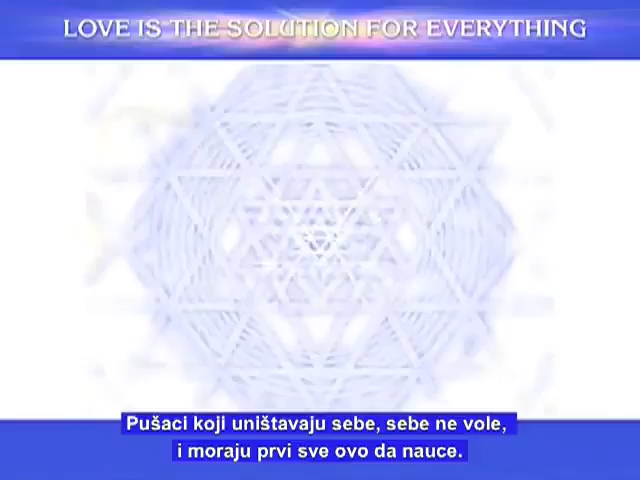 LOVE IS THE SOLUTION FOR EVERYTHING
Pušaci koji uništavaju sebe, sebe ne vole,
i moraju prvi sve ovo da nauce.